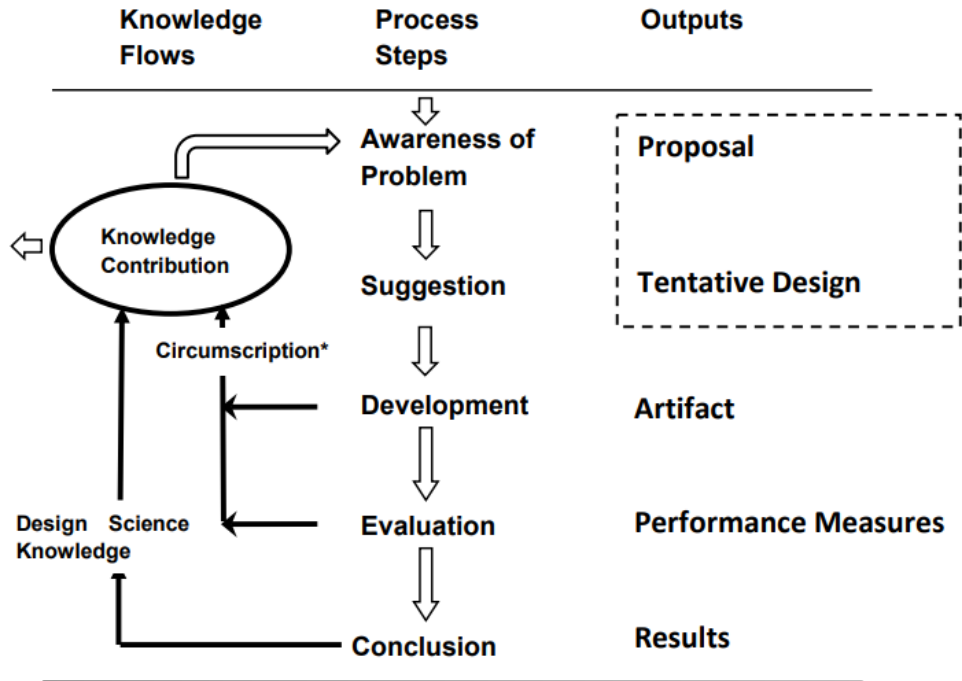 Knowledge Flows
Process Steps
Outputs
Awareness of Problem
Proposal
Knowledge Contribution
Suggestion
Tentative Design
Circumscription*
Development
Artifact
Design Science Knowledge
Evaluation
Performance Measures
Conclusion
Results